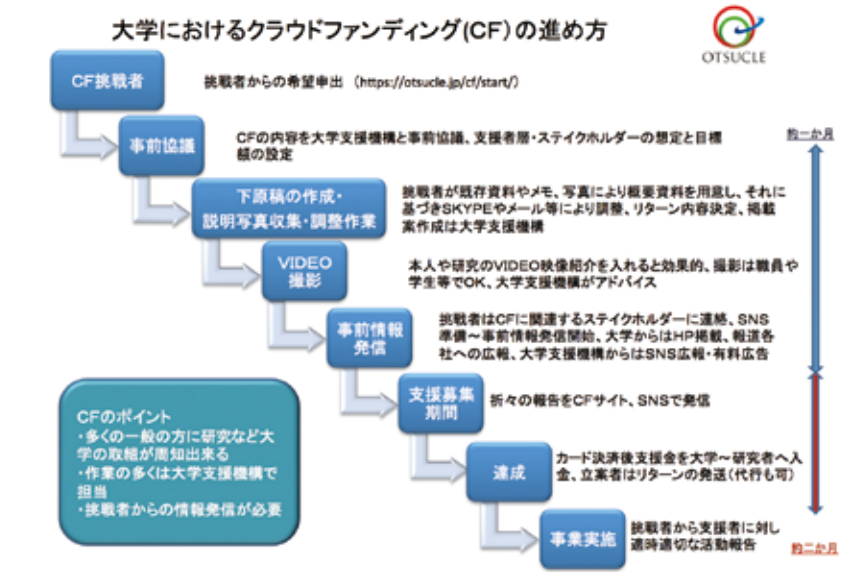 大学におけるクラウドファンディング(CF)の進め方
OTSUCLE
CF挑戦者
挑戦者からの希望申出 （https://otsucle.jp/cf/start/）
事前協議
CFの内容を大学支援機構と事前協議、支援者層・ステイクホルダーの想定と目標
額の設定
約一か月
下原稿の作成・
説明写真収集・調整作業
挑戦者が既存資料やメモ、写真により概要資料を用意し、それに
基づきSKYPEやメール等により調整、リターン内容決定、掲載
案作成は大学支援機構
VIDEO
撮影
本人や研究のVIDEO映像紹介を入れると効果的、撮影は職員や
学生等でOK、大学支援機構がアドバイス
事前情報
発信
挑戦者はCFに関連するステイクホルダーに連絡、SNS
準備～事前情報発信開始、大学からはHP掲載、報道各
社への広報、大学支援機構からはSNS広報・有料広告
支援募集
期間
折々の報告をCFサイト、SNSで発信
達成
カード決済後支援金を大学～研究者へ入
金、立案者はリターンの発送（代行も可）
事業実施
挑戦者から支援者に対し
適時適切な活動報告
約二か月
CFのポイント
・多くの一般の方に研究など大
学の取組が周知出来る
・作業の多くは大学支援機構で
担当
・挑戦者からの情報発信が必要